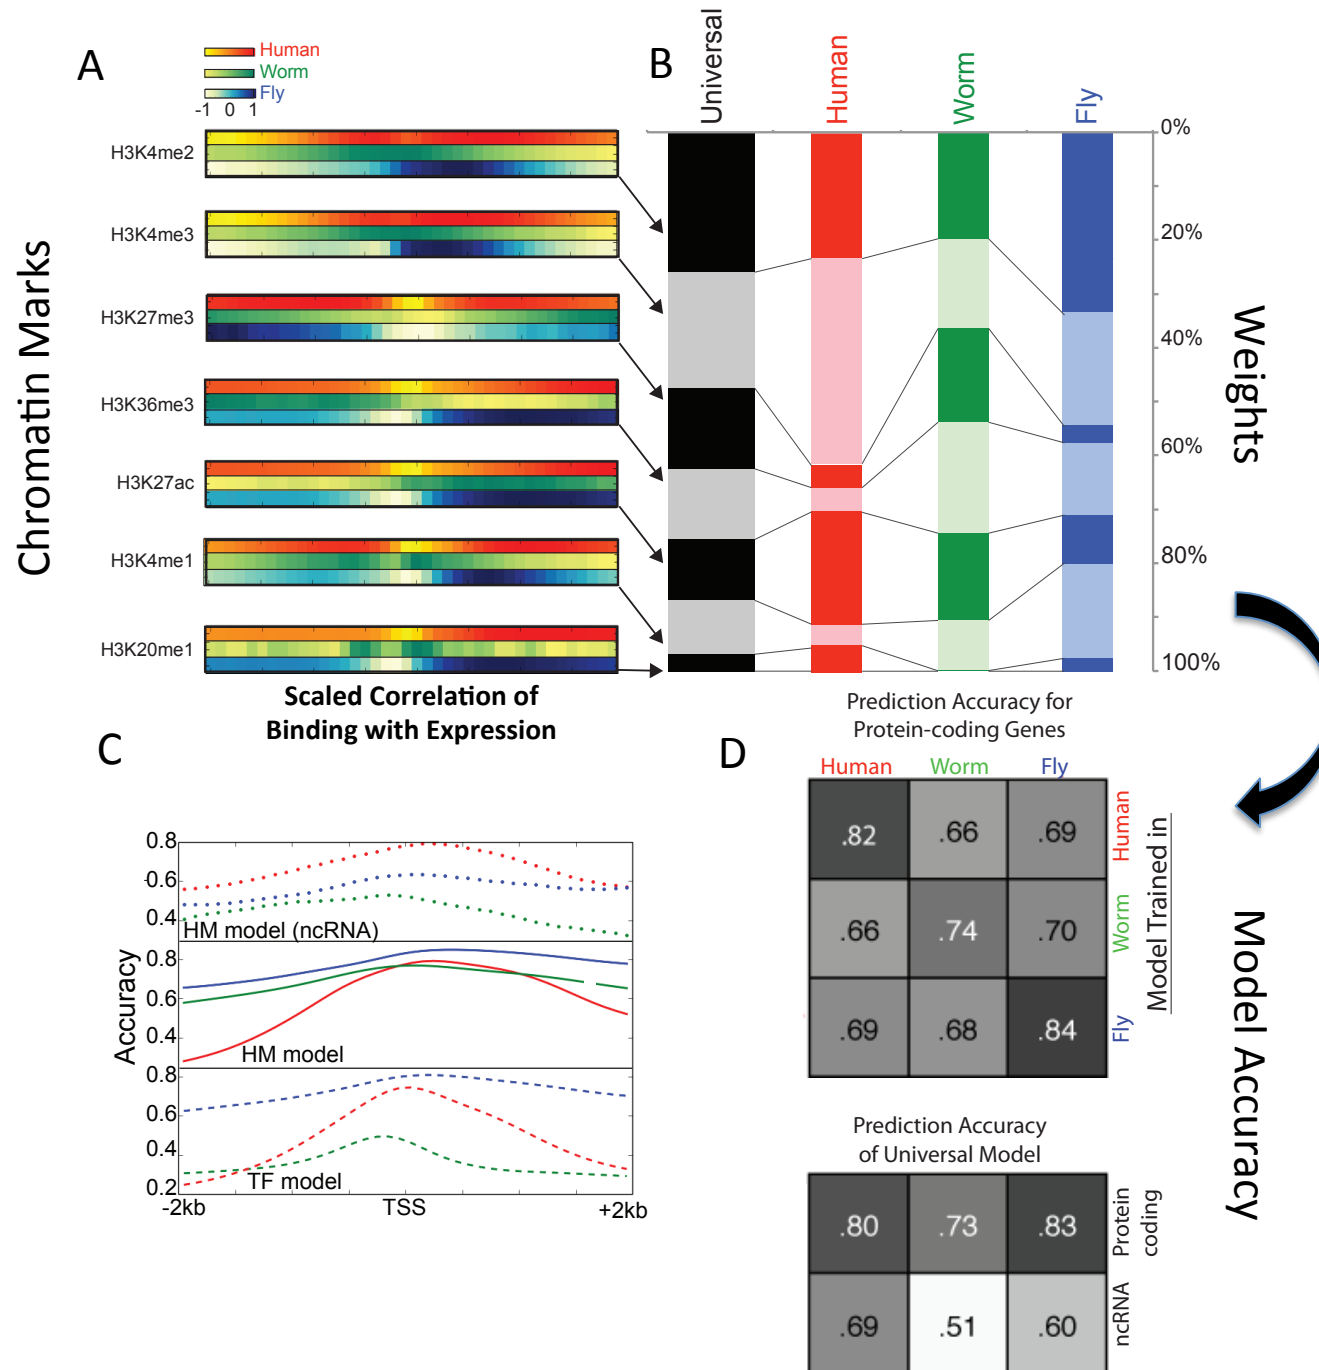 A
Human
Worm
Fly
-1 0 1
Chromatin Marks
H3K4me2
H3K4me3
H3K27me3
H3K36me3
H3K27ac
H3K4me1
H3K20me1
Scaled Correlation of
Binding with Expression
B
Universal
Human
Worm
Fly
0%
20%
40%
60%
80%
100%
Weights
C
Accuracy
0.8
0.6
0.4
HM model (ncRNA)
0.8
0.6
0.4
HM model
0.8
0.6
0.4
0.2
TF model
-2kb
TSS
+2kb
D
Prediction Accuracy for
Protein-coding Genes
Human Worm Fly
.82 .66 .69
.66 .74 .70
.69 .68 .84
Human
Worm
Fly
Model Trained in
Prediction Accuracy
of Universal Model
.80 .73 .83
.69 .51 .60
Protein
coding
ncRNA
Model Accuracy